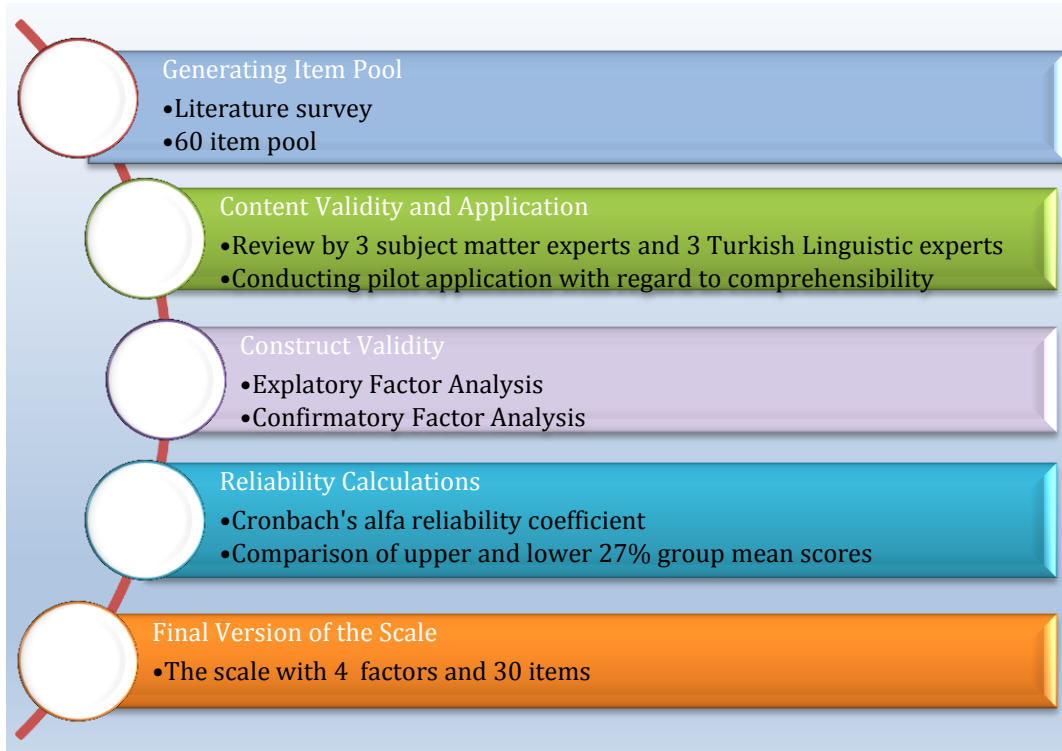 Generating Item Pool
•Literature survey
•60 item pool
Content Validity and Application
•Review by 3 subject matter experts and 3 Turkish Linguistic experts
•Conducting pilot application with regard to comprehensibility
Construct Validity
•Explatory Factor Analysis
•Confirmatory Factor Analysis
Reliability Calculations
•Cronbach's alfa reliability coefficient
•Comparison of upper and lower 27% group mean scores
Final Version of the Scale
•The scale with 4 factors and 30 items